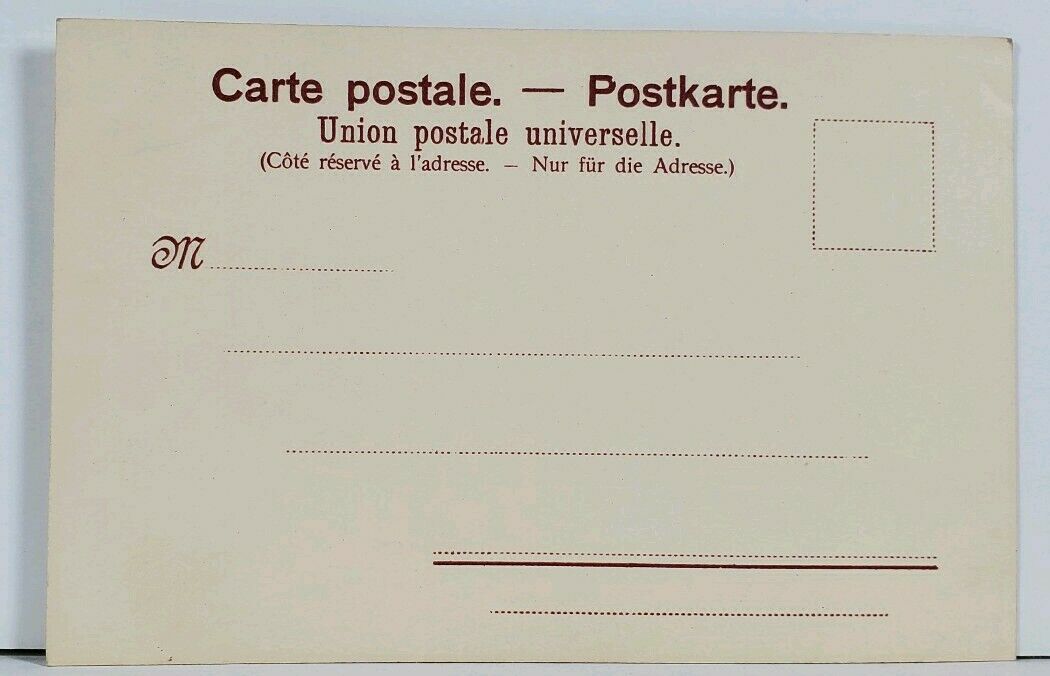 Carte postale. — Postkarte.
Union postale universelle.
(Côté réservé à l'adresse. — Nur für die Adresse.)
M